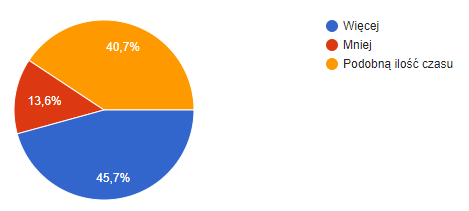 40,7%
13,6%
45,7%
Więcej
Mniej
Podobną ilość czasu